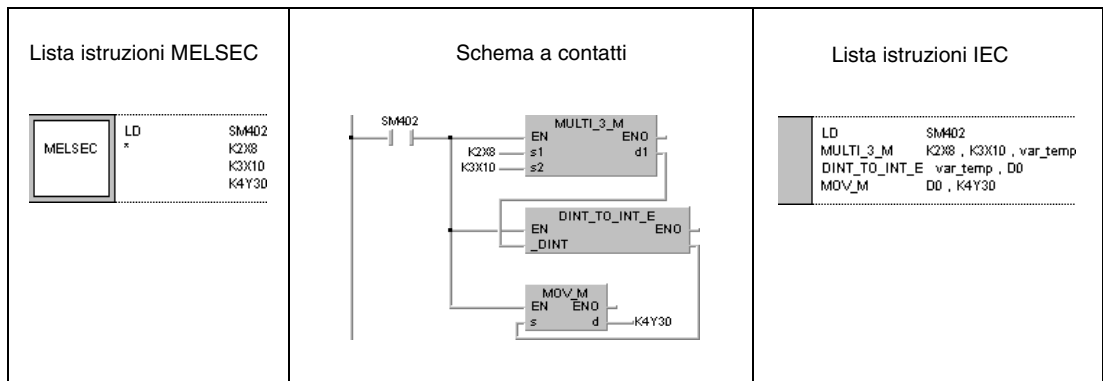 Lista istruzioni MELSEC
MELSEC
LD SM402
* K2X8
K3X10
K4Y30
Schema a contatti
SM402
MULTI_3_M
EN ENO
K2X8 s1 d1
K3X10 s2
DINT_TO_INT_E
EN ENO
_DINT
MOV_M
EN ENO
s d K4Y30
Lista istruzioni IEC
LD SM402
MULTI_3_M K2X8 , K3X10 , var_temp
DINT_TO_INT_E var_temp , D0
MOV_M D0 , K4Y30